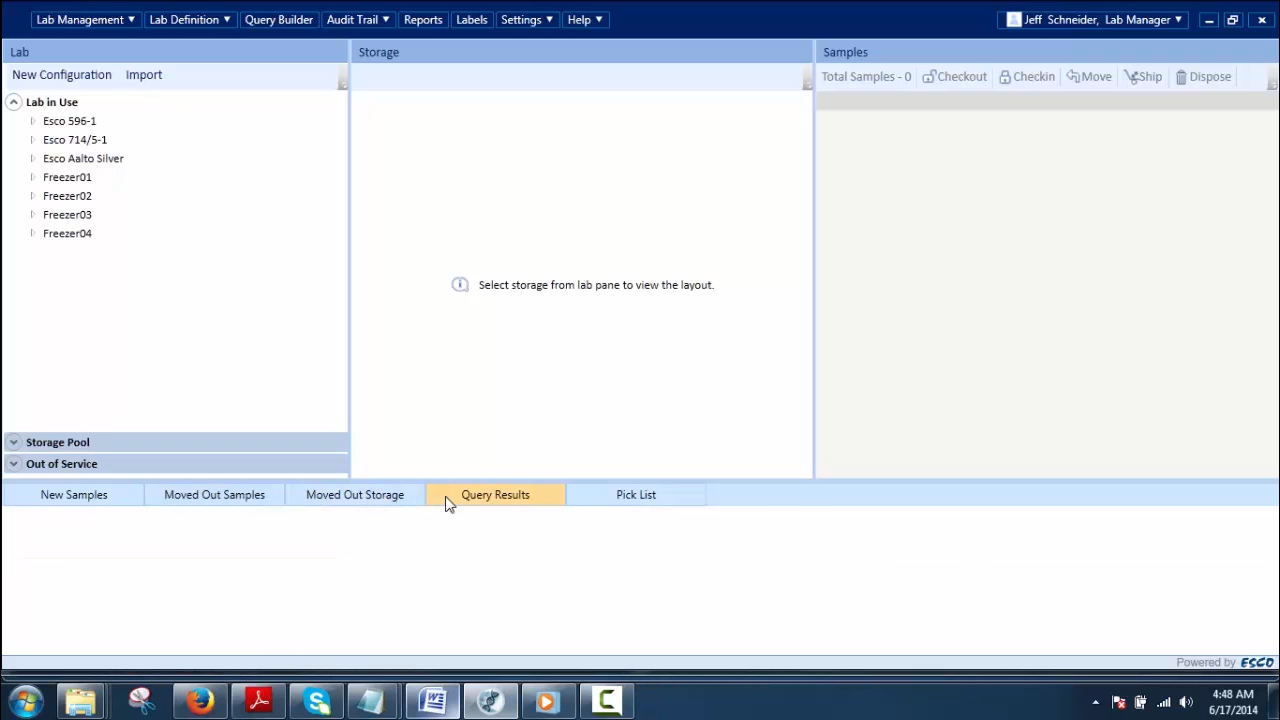 Lab Management Lab Definition Query Builder Audit Trail Reports Labels Settings Help Jeff Schneider, Lab Manager
Lab Storage Samples
New Configuration Import Total Samples - 0 Checkout Checkin Move Ship Dispose
Lab in Use
Esco 596-1
Esco 714/5-1
Esco Aalto Silver
Freezer01
Freezer02
Freezer03
Freezer04
Select storage from lab pane to view the layout.
Storage Pool
Out of Service
New Samples Moved Out Samples Moved Out Storage Query Results Pick List
Powered by ESCO
4:48 AM
6/17/2014